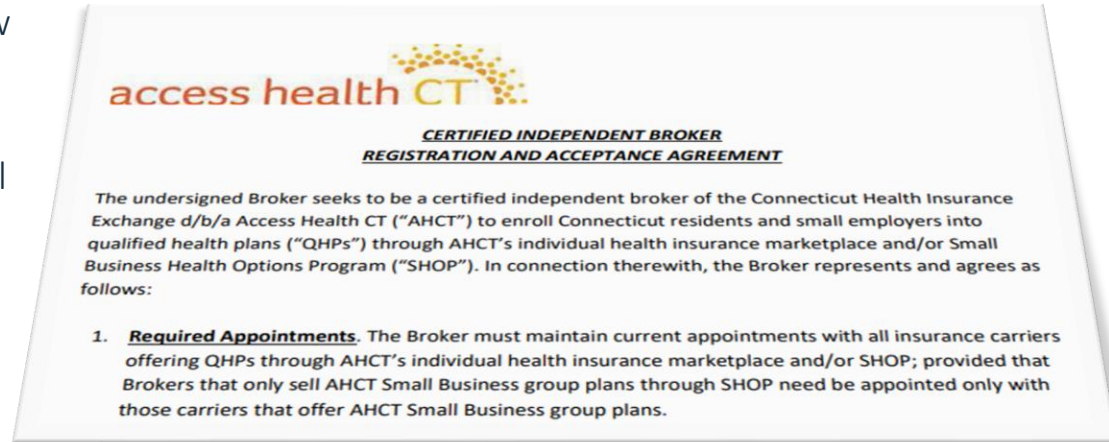 w
l
access health CT
CERTIFIED INDEPENDENT BROKER
REGISTRATION AND ACCEPTANCE AGREEMENT
The undersigned Broker seeks to be a certified independent broker of the Connecticut Health Insurance
Exchange d/b/a Access Health CT ("AHCT") to enroll Connecticut residents and small employers into
qualified health plans ("QHPs") through AHCT's individual health insurance marketplace and/or Small
Business Health Options Program ("SHOP"). In connection therewith, the Broker represents and agrees as
follows:
1. Required Appointments. The Broker must maintain current appointments with all insurance carriers
offering QHPs through AHCT's individual health insurance marketplace and/or SHOP; provided that
Brokers that only sell AHCT Small Business group plans through SHOP need be appointed only with
those carriers that offer AHCT Small Business group plans.